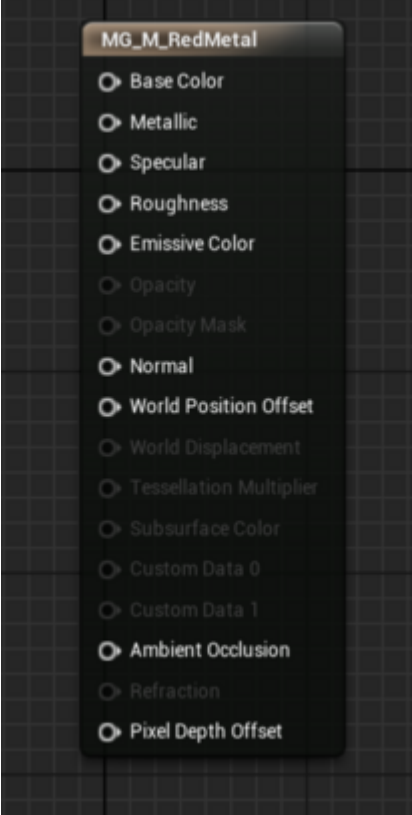 MG_M_RedMetal
Base Color
Metallic
Specular
Roughness
Emissive Color
Opacity
Opacity Mask
Normal
World Position Offset
World Displacement
Tessellation Multiplier
Subsurface Color
Custom Data 0
Custom Data 1
Ambient Occlusion
Refraction
Pixel Depth Offset